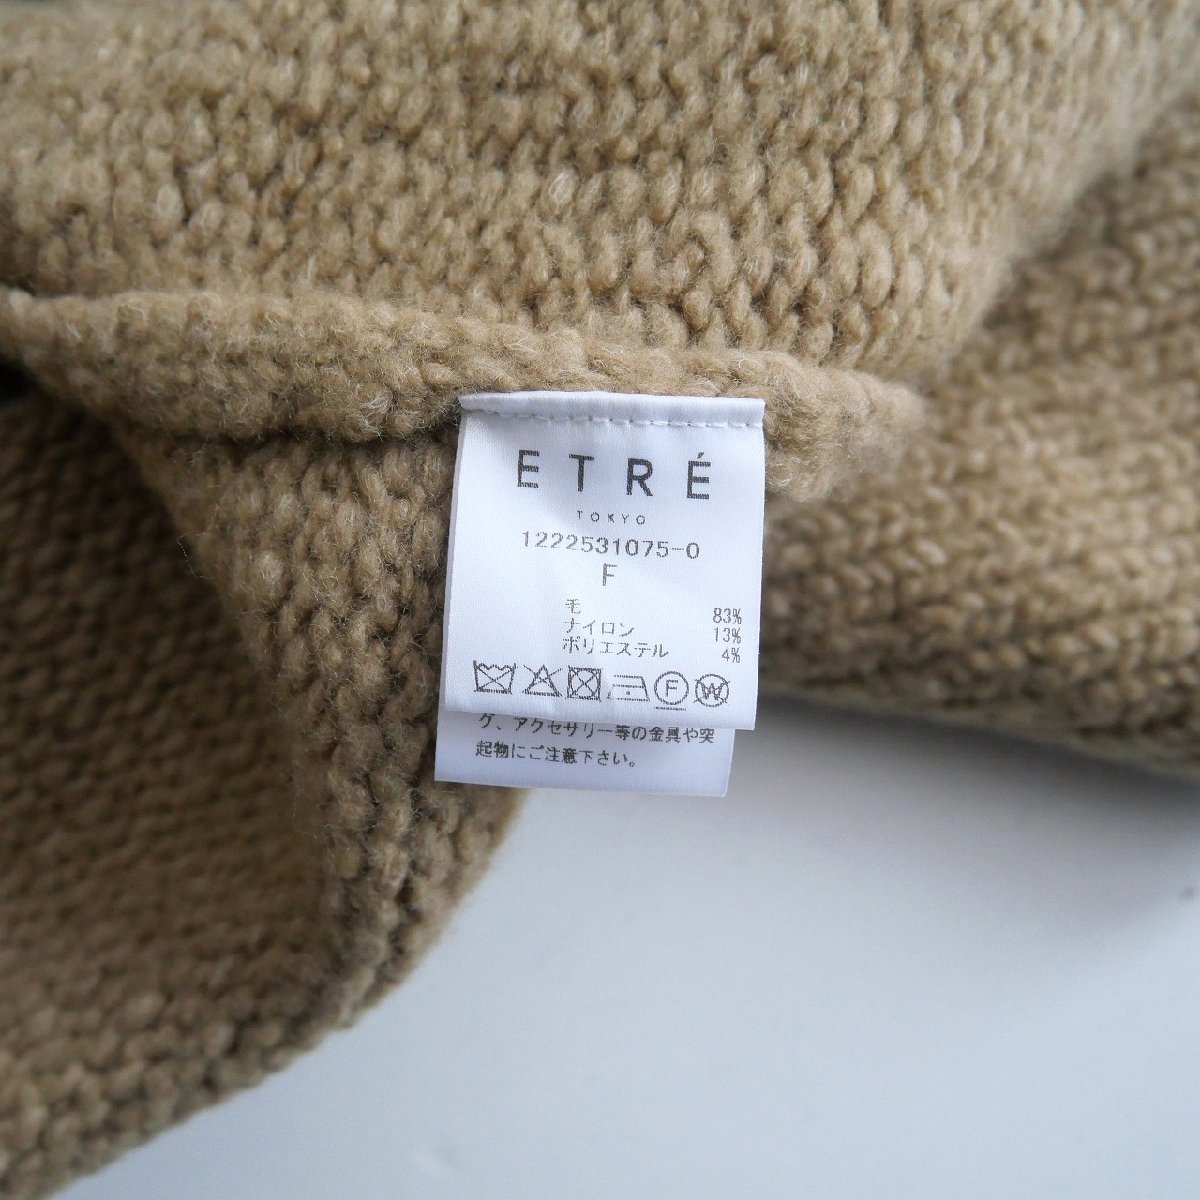 ETRÉ
TOKYO
1222531075-0
F
毛 83%
ナイロン 13%
ポリエステル 4%
F W
グ、アクセサリー等の金具や突
起物にご注意下さい。